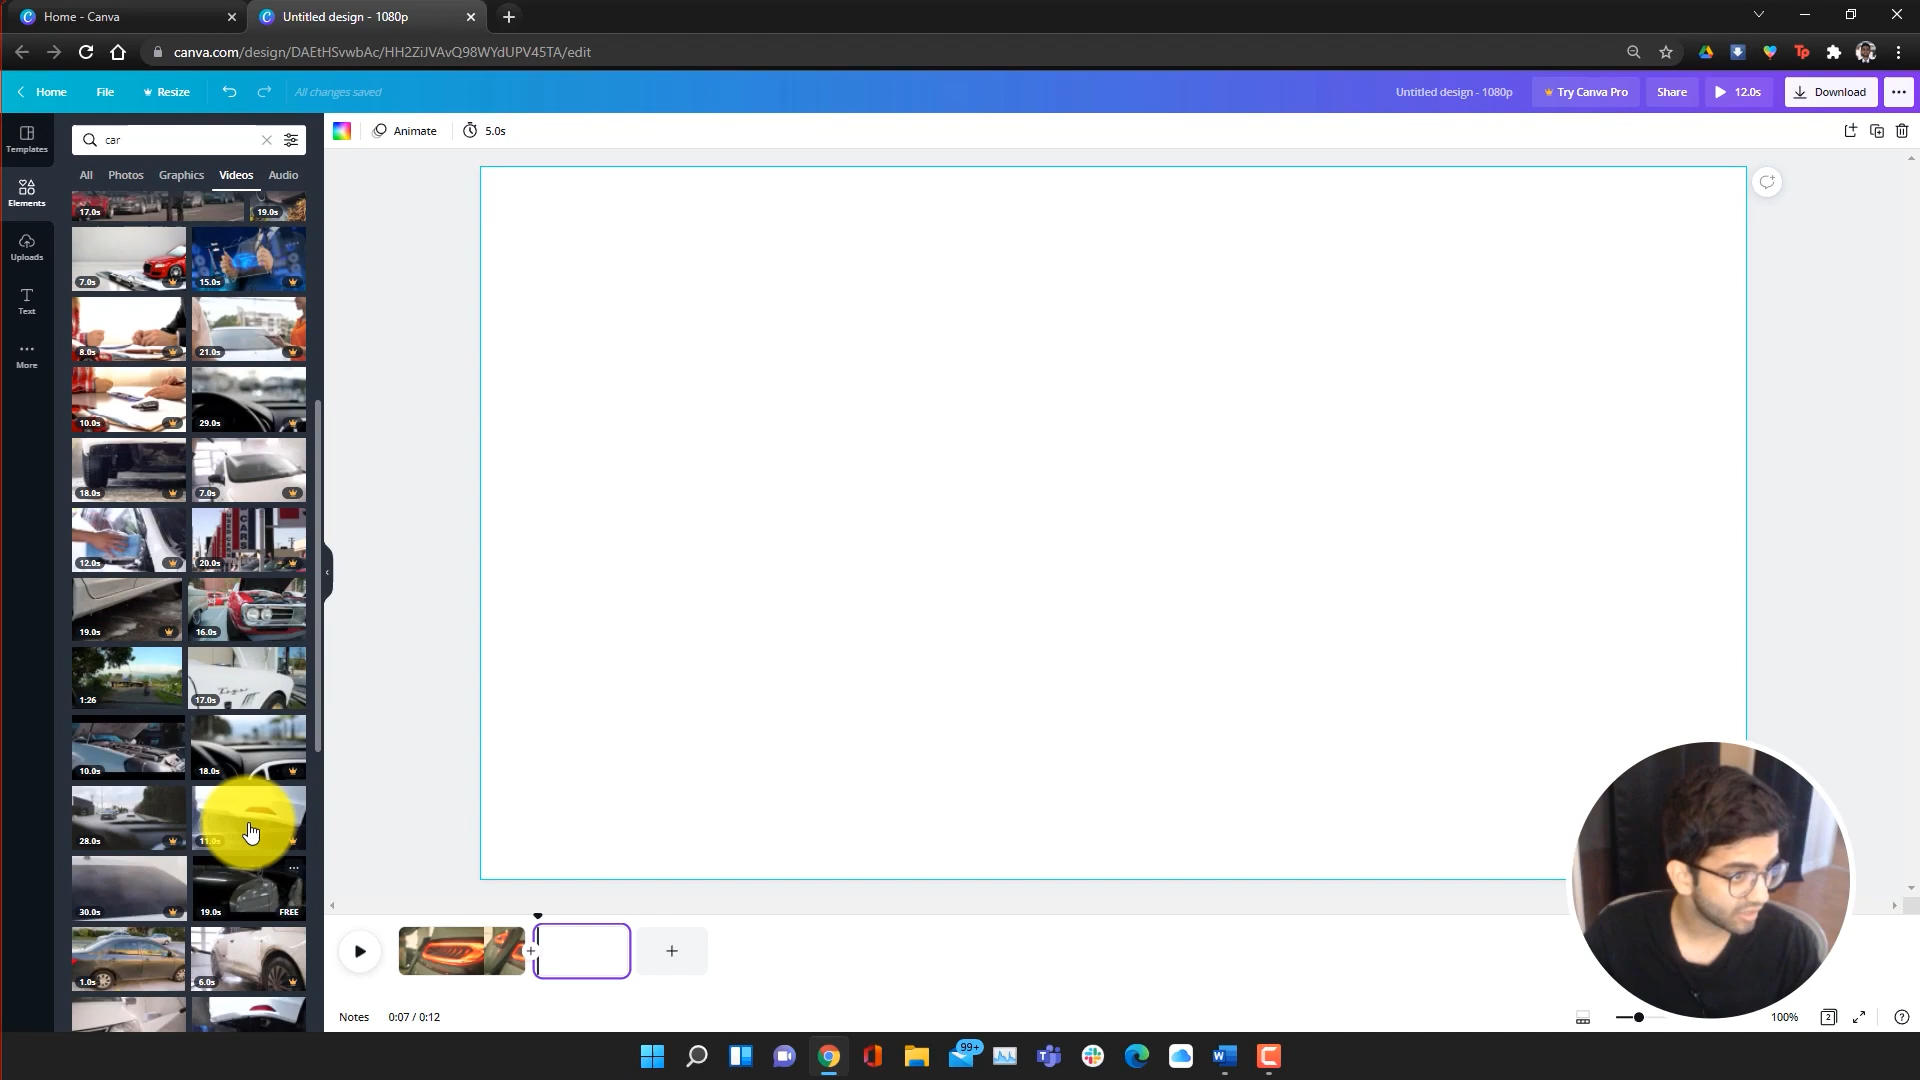 Home - Canva
Untitled design - 1080p
canva.com/design/DAEtHSvwbAc/HH2ZiJVAvQ98WYdUPV45TA/edit
Home
File
Resize
All changes saved
Untitled design - 1080p
Try Canva Pro
Share
12.0s
Download
Templates
Elements
Uploads
Text
More
car
Animate
5.0s
All
Photos
Graphics
Videos
Audio
17.0s
19.0s
7.0s
15.0s
8.0s
21.0s
10.0s
29.0s
18.0s
7.0s
12.0s
20.0s
CARS
19.0s
16.0s
1:26
17.0s
10.0s
18.0s
28.0s
11.0s
30.0s
19.0s
FREE
1.0s
6.0s
Notes
0:07 / 0:12
100%
2
99+